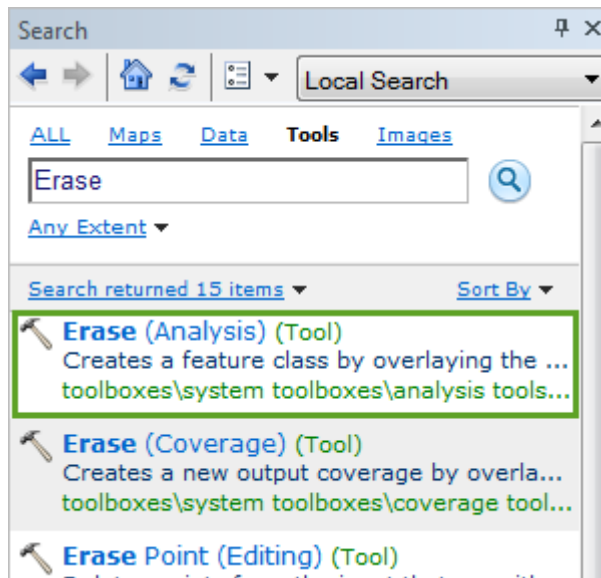 Search
Local Search
ALL Maps Data Tools Images
Erase
Any Extent
Search returned 15 items Sort By
Erase (Analysis) (Tool)
Creates a feature class by overlaying the ...
toolboxes\system toolboxes\analysis tools...
Erase (Coverage) (Tool)
Creates a new output coverage by overla...
toolboxes\system toolboxes\coverage tool...
Erase Point (Editing) (Tool)